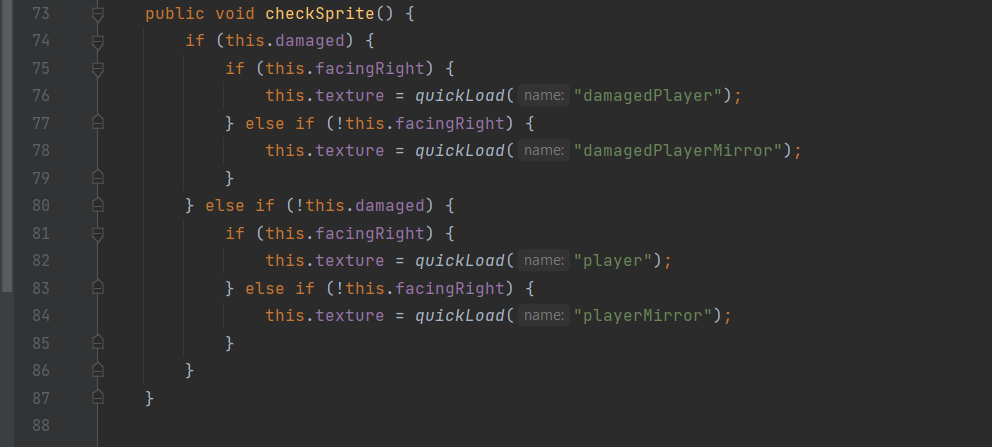 73 public void checkSprite() {
74 if (this.damaged) {
75 if (this.facingRight) {
76 this.texture = quickLoad( name: "damagedPlayer");
77 } else if (!this.facingRight) {
78 this.texture = quickLoad( name: "damagedPlayerMirror");
79 }
80 } else if (!this.damaged) {
81 if (this.facingRight) {
82 this.texture = quickLoad( name: "player");
83 } else if (!this.facingRight) {
84 this.texture = quickLoad( name: "playerMirror");
85 }
86 }
87 }
88